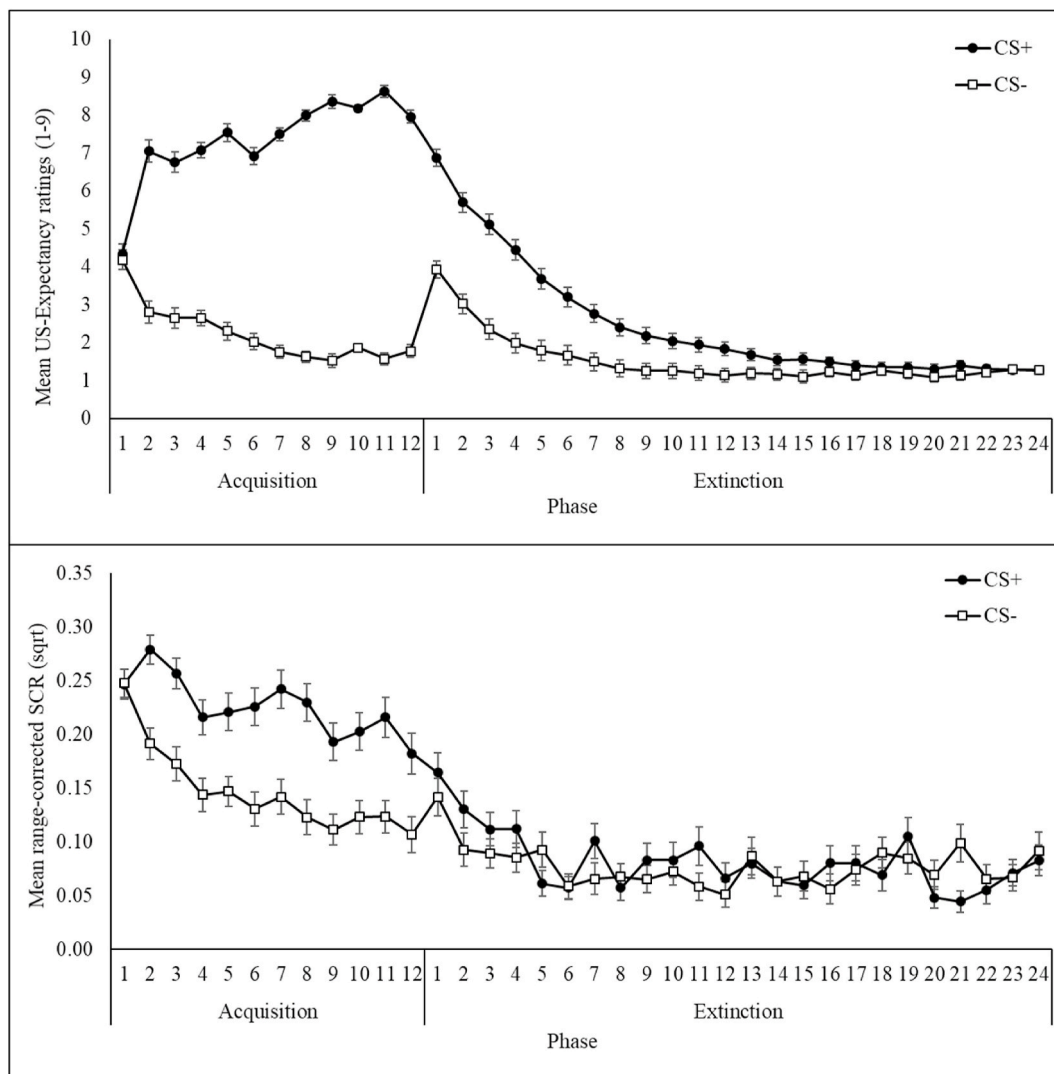 Mean US-Expectancy ratings (1-9)
10
9
8
7
6
5
4
3
2
1
0
CS+
CS-
1 2 3 4 5 6 7 8 9 10 11 12 1 2 3 4 5 6 7 8 9 10 11 12 13 14 15 16 17 18 19 20 21 22 23 24
Acquisition Extinction
Phase
Mean range-corrected SCR (sqrt)
0.35
0.30
0.25
0.20
0.15
0.10
0.05
0.00
CS+
CS-
1 2 3 4 5 6 7 8 9 10 11 12 1 2 3 4 5 6 7 8 9 10 11 12 13 14 15 16 17 18 19 20 21 22 23 24
Acquisition Extinction
Phase